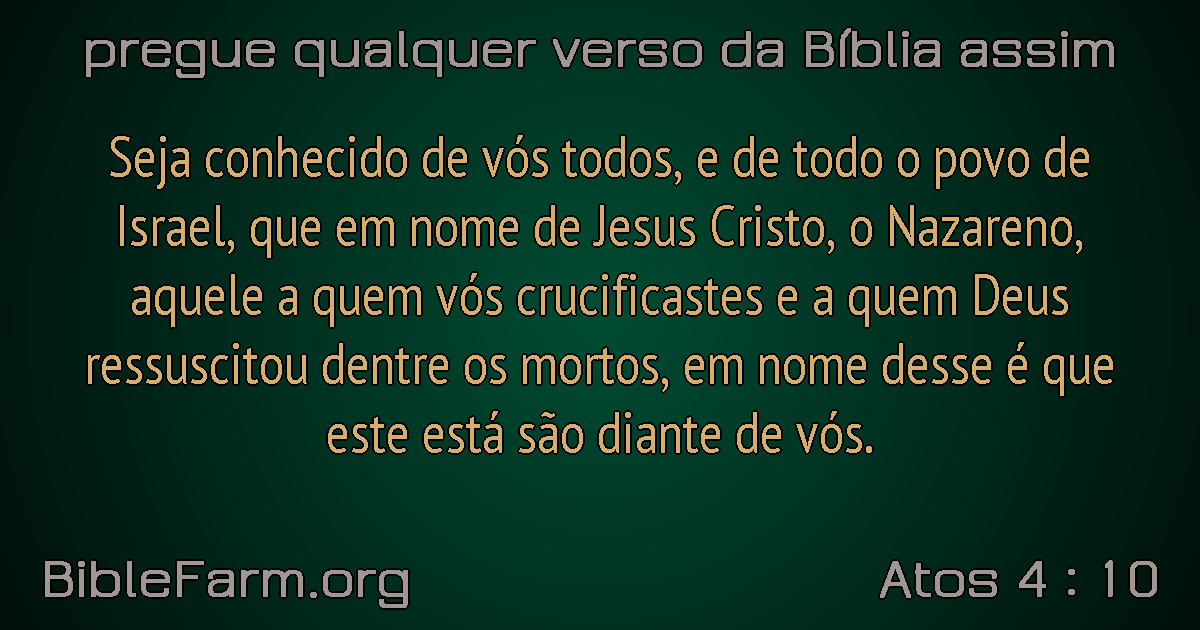 pregue qualquer verso da Bíblia assim
Seja conhecido de vós todos, e de todo o povo de
Israel, que em nome de Jesus Cristo, o Nazareno,
aquele a quem vós crucificastes e a quem Deus
ressuscitou dentre os mortos, em nome desse é que
este está são diante de vós.
BibleFarm.org
Atos 4 : 10